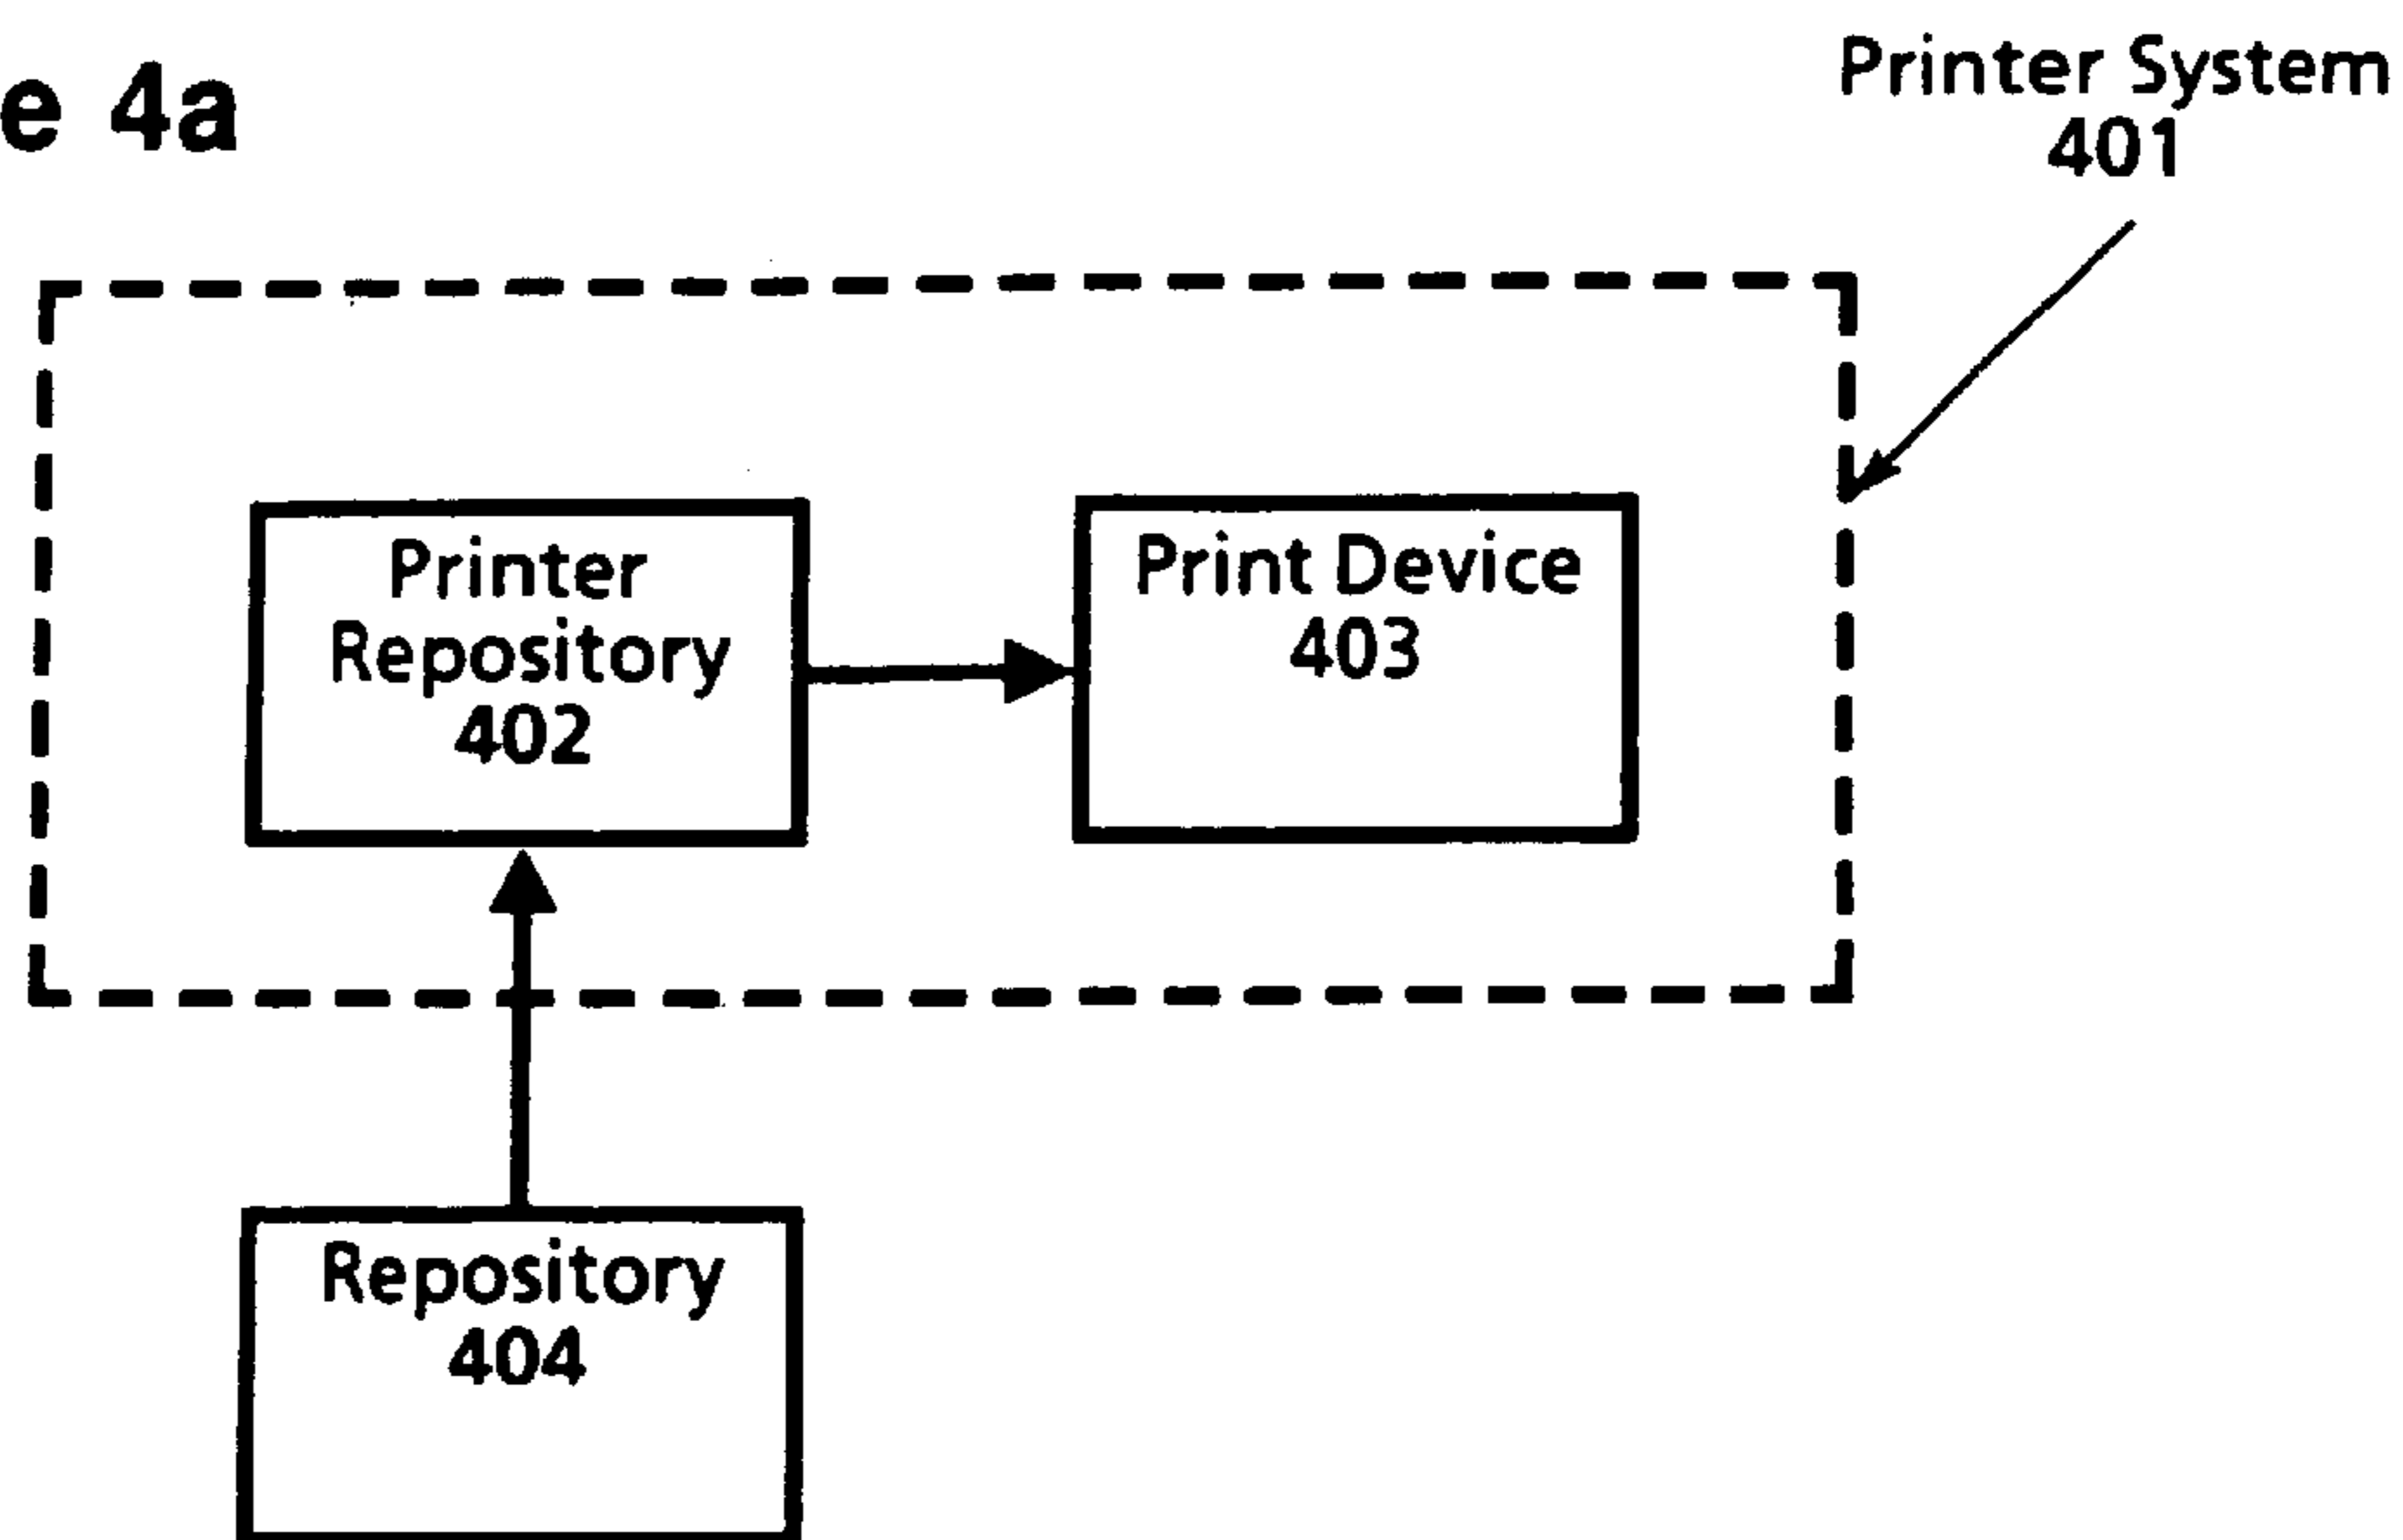 e 4a
Printer System
401
Printer
Repository
402
Print Device
403
Repository
404